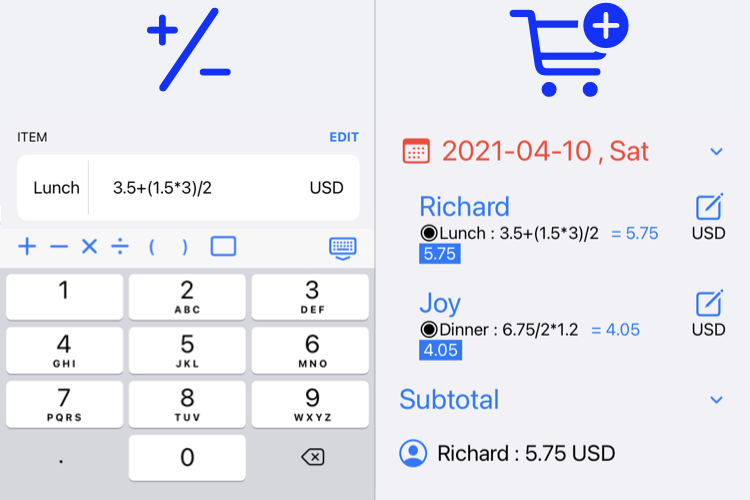 ITEM EDIT
Lunch 3.5+(1.5*3)/2 USD
+ − × ÷ ( )
1 2 3
ABC DEF
4 5 6
GHI JKL MNO
7 8 9
PQRS TUV WXYZ
. 0
2021-04-10 , Sat
Richard
Lunch : 3.5+(1.5*3)/2 = 5.75 USD
5.75
Joy
Dinner : 6.75/2*1.2 = 4.05 USD
4.05
Subtotal
Richard : 5.75 USD